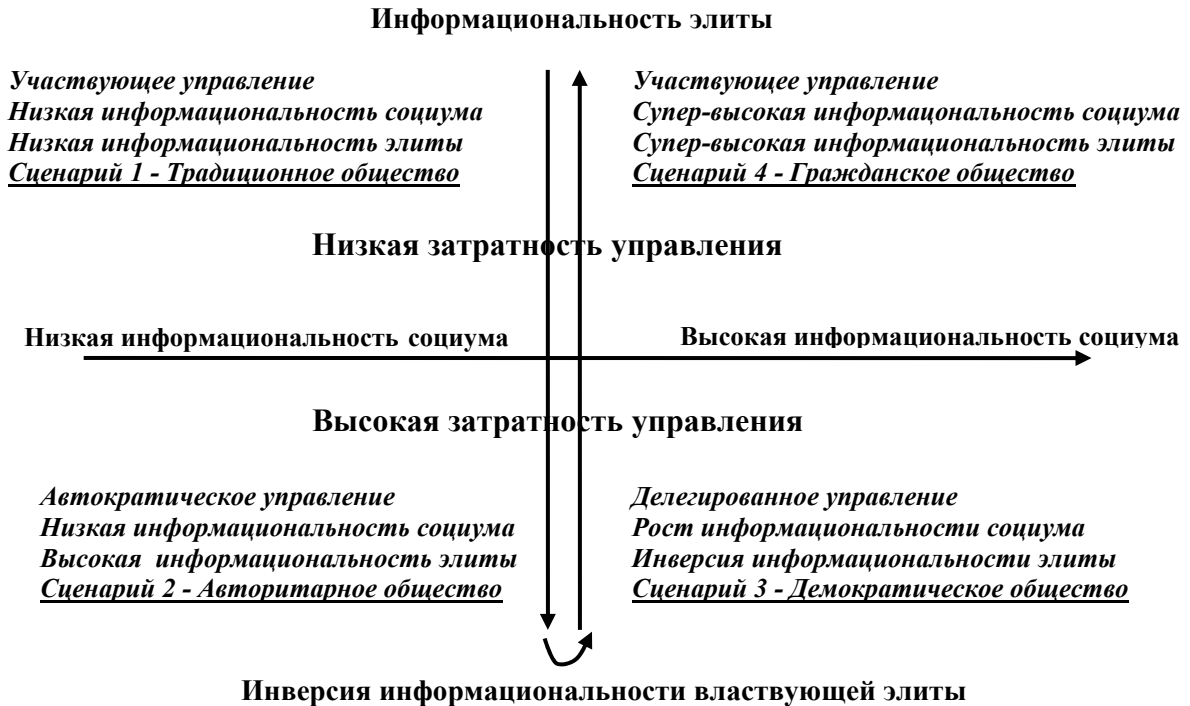 Информациональность элиты
Участвующее управление
Низкая информациональность социума
Низкая информациональность элиты
Сценарий 1 - Традиционное общество
Участвующее управление
Супер-высокая информацональность социума
Супер-высокая информациональность элиты
Сценарий 4 - Гражданское общество
Низкая затратность управления
Низкая информациональность социума
Высокая информациональность социума
Высокая затратность управления
Автократическое управление
Низкая информациональность социума
Высокая информациональность элиты
Сценарий 2 - Авторитарное общество
Делегированное управление
Рост информациональности социума
Инверсия информациональности элиты
Сценарий 3 - Демократическое общество
Инверсия информациональности властвующей элиты